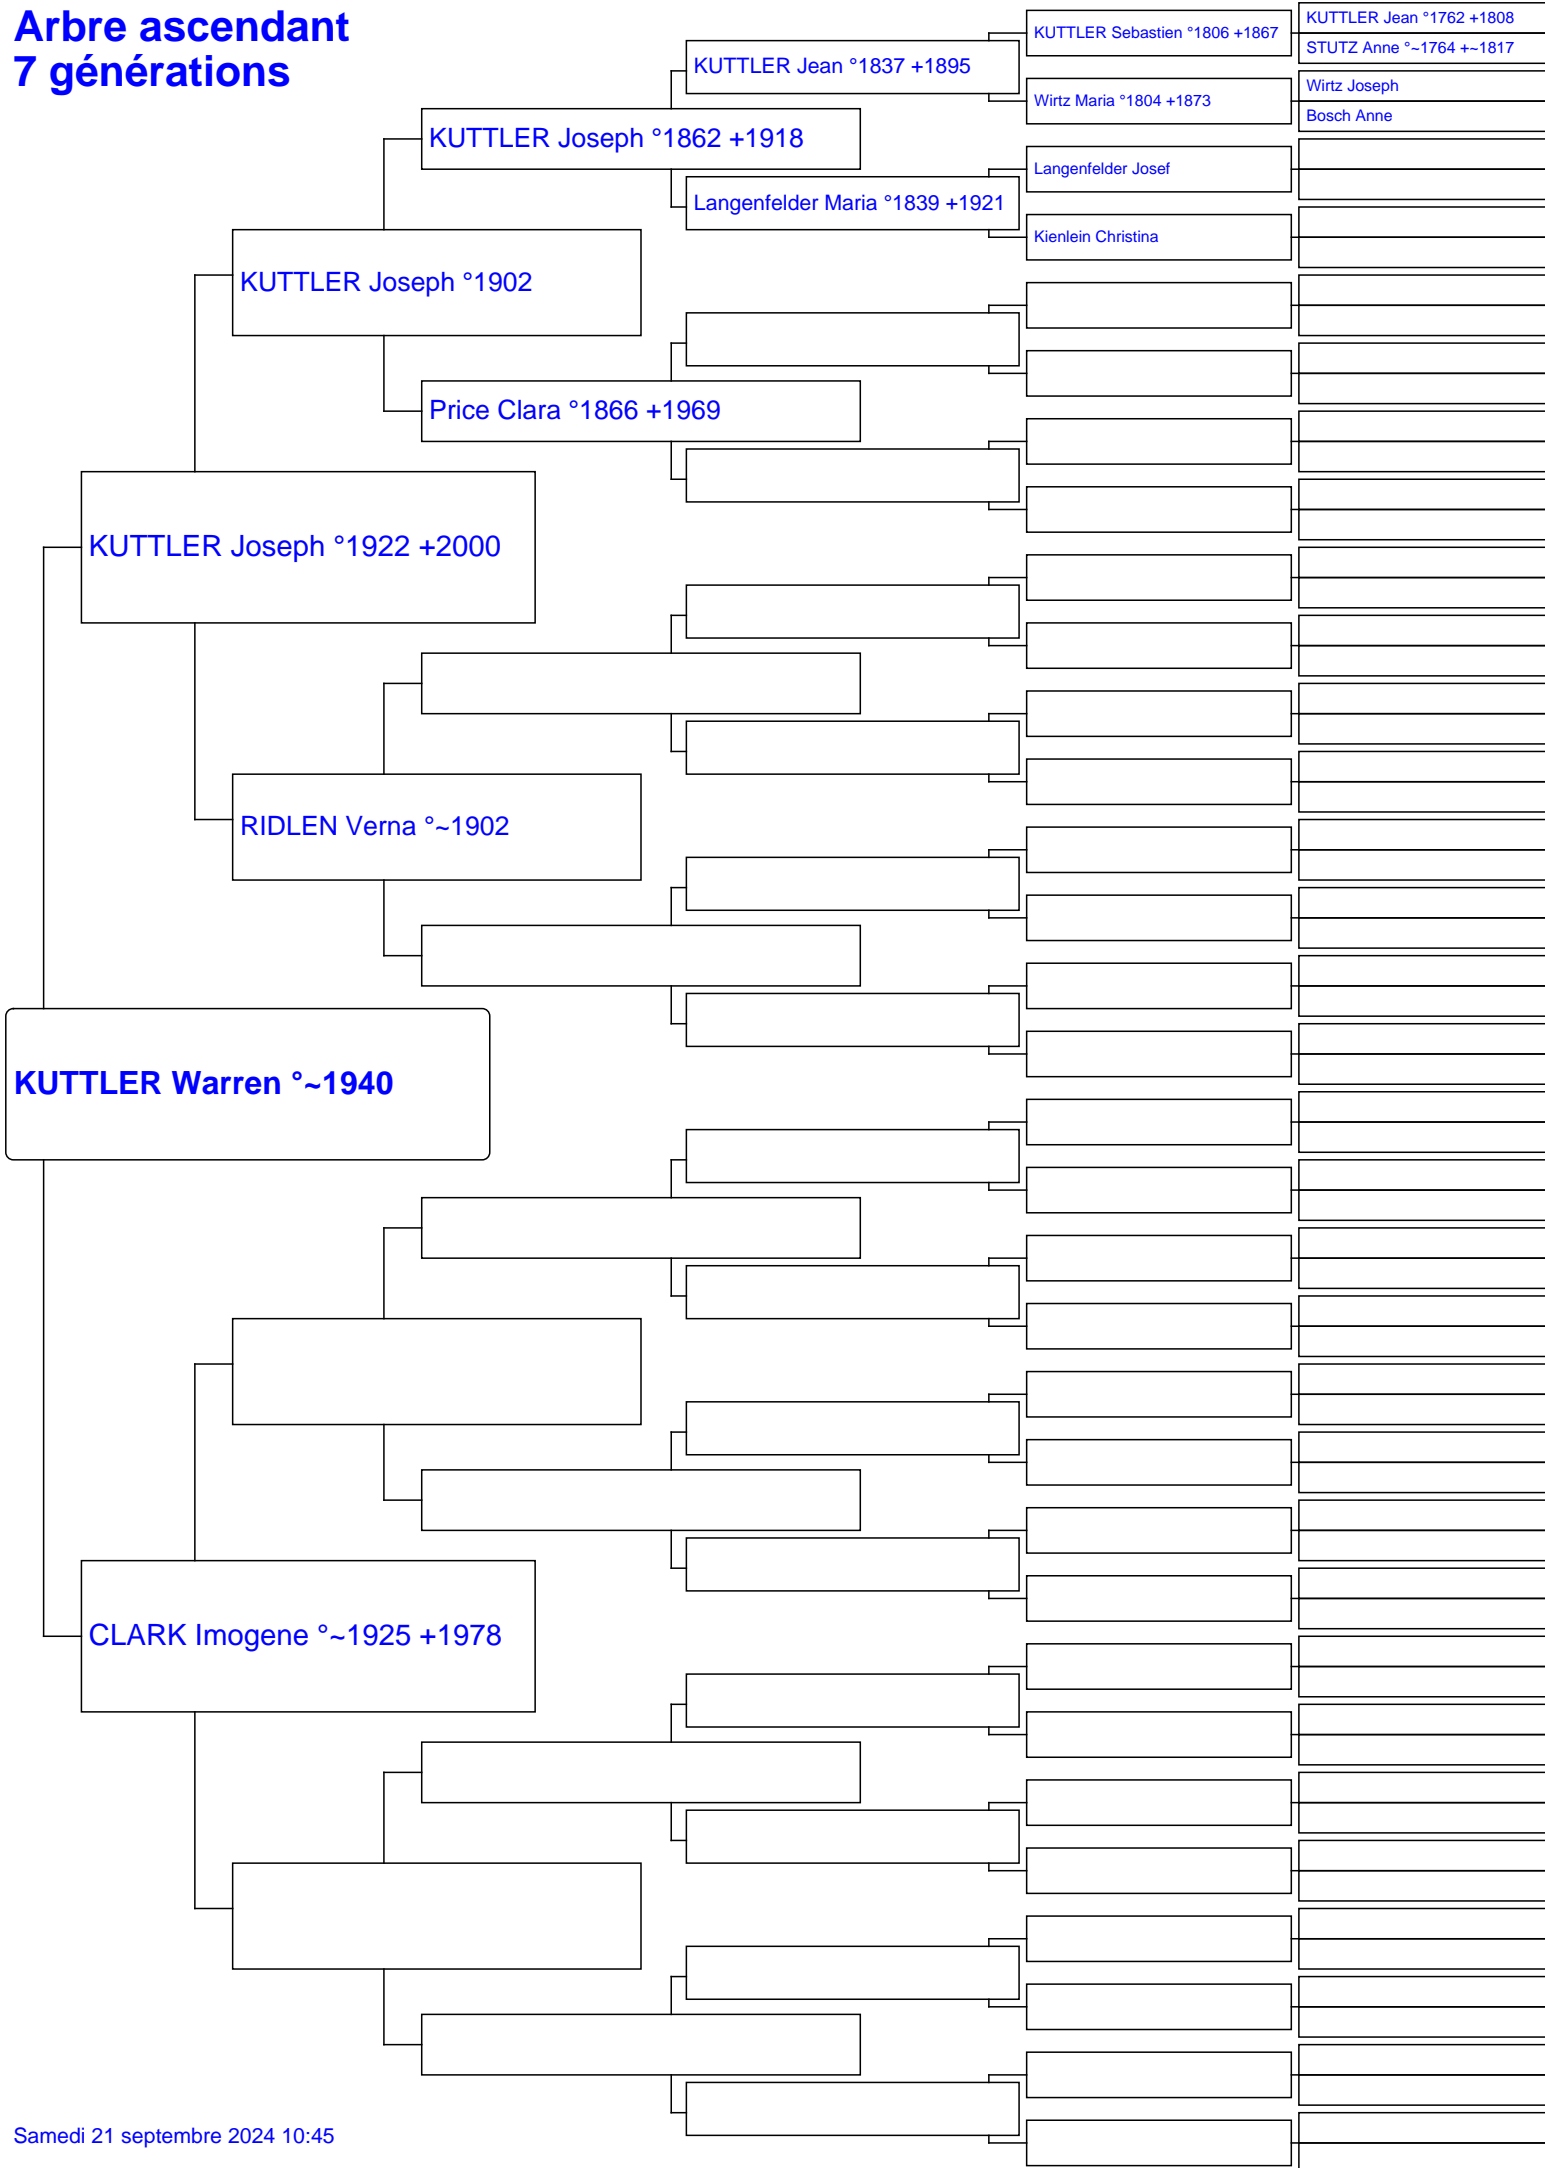 Arbre ascendant
7 générations
KUTTLER Jean °1762 +1808
KUTTLER Sebastien °1806 +1867
STUTZ Anne °~1764 +~1817
KUTTLER Jean °1837 +1895
Wirtz Joseph
Wirtz Maria °1804 +1873
Bosch Anne
KUTTLER Joseph °1862 +1918
Langenfelder Josef
Langenfelder Maria °1839 +1921
Kienlein Christina
KUTTLER Joseph °1902
Price Clara °1866 +1969
KUTTLER Joseph °1922 +2000
RIDLEN Verna °~1902
KUTTLER Warren °~1940
CLARK Imogene °~1925 +1978
Samedi 21 septembre 2024 10:45